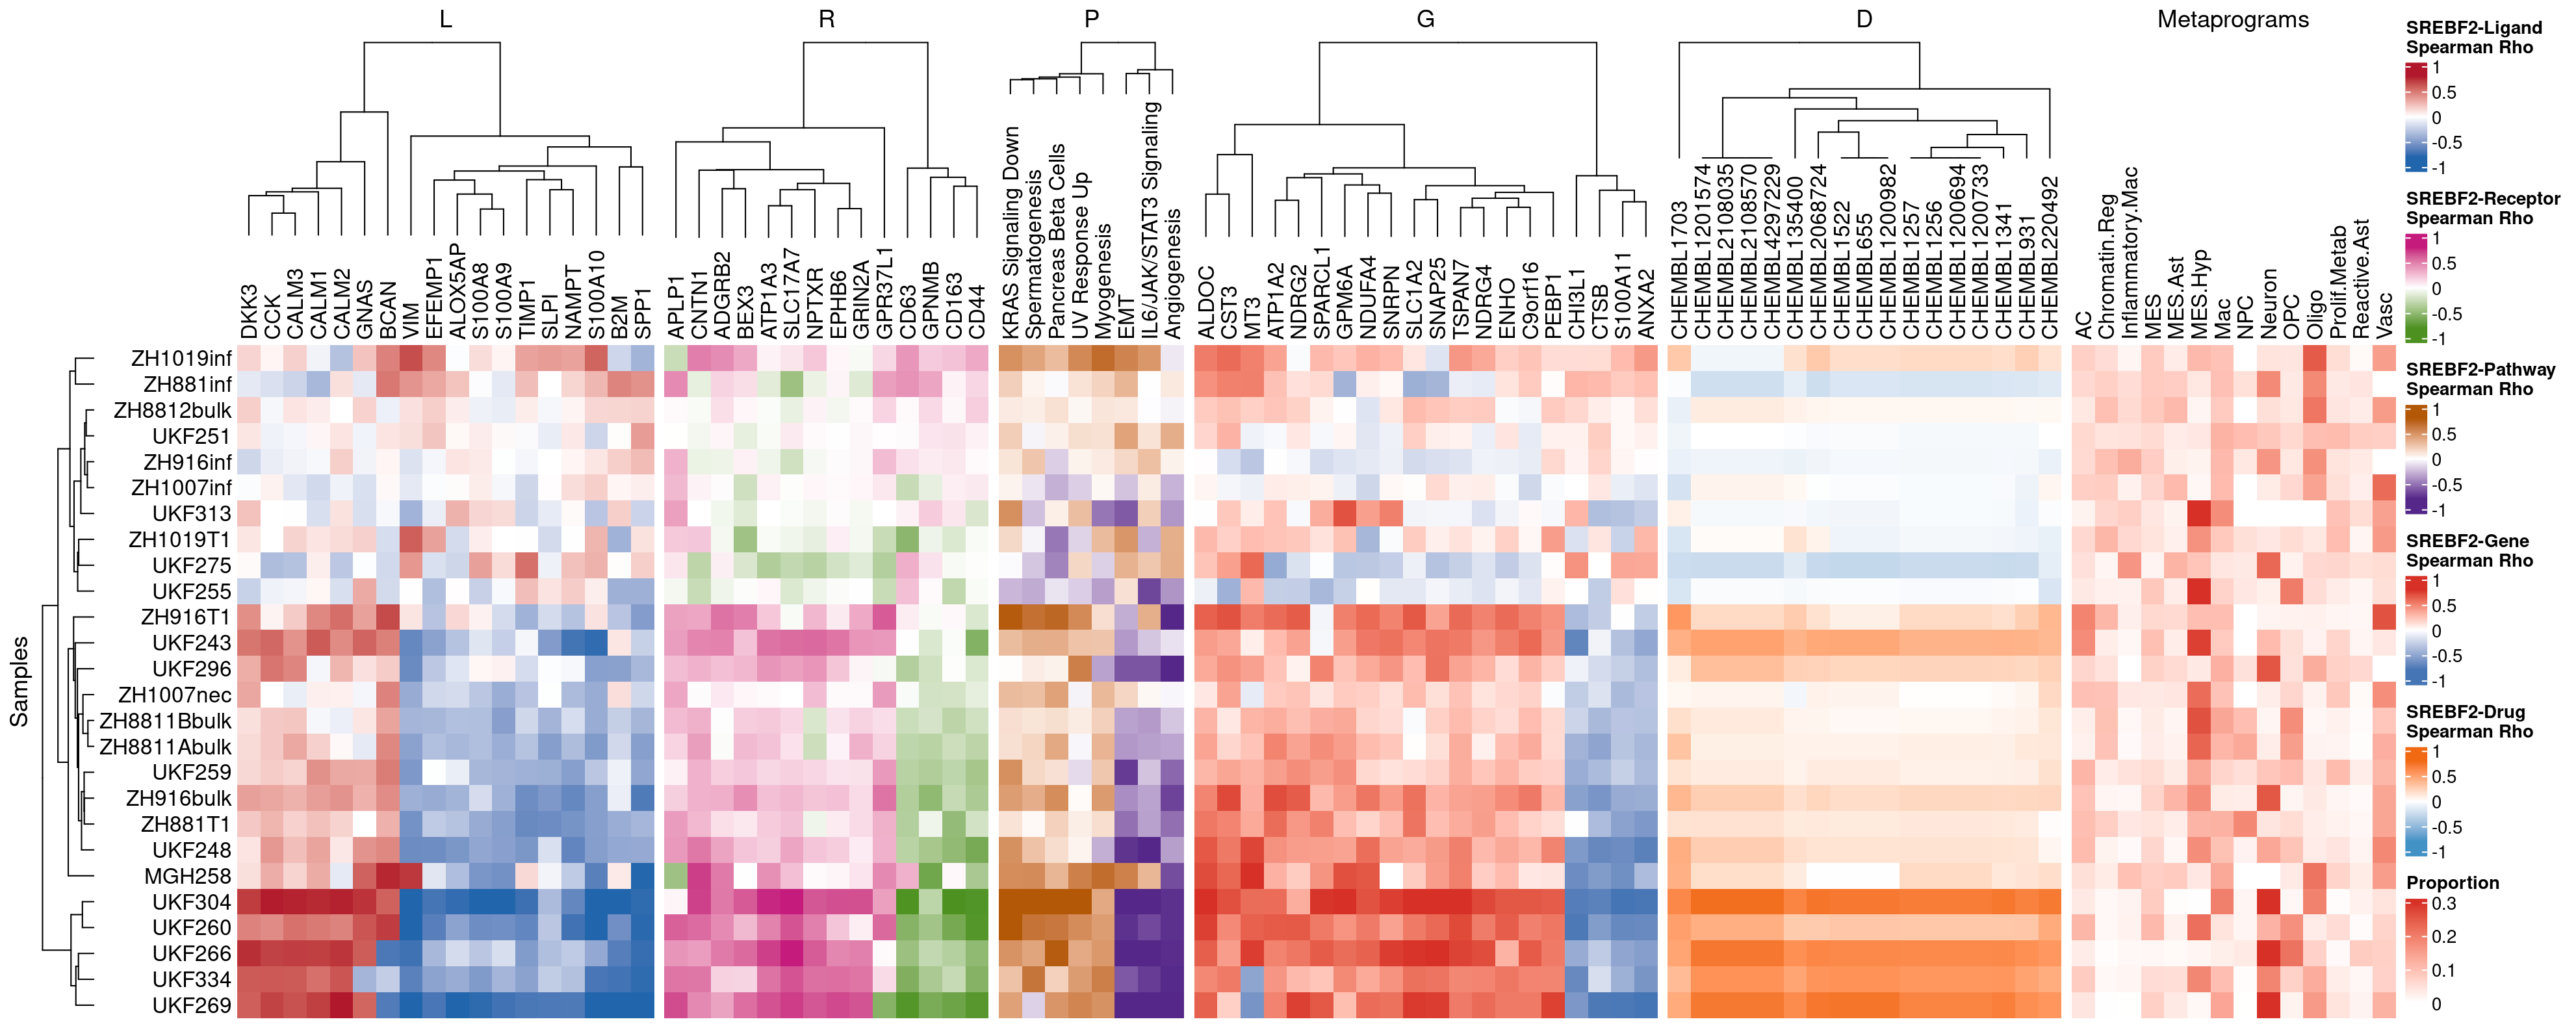 L
R
P
G
D
Metaprograms
DKK3
CCK
CALM3
CALM1
CALM2
GNAS
BCAN
VIM
EFEMP1
ALOX5AP
S100A8
S100A9
TIMP1
SLPI
NAMPT
S100A10
B2M
SPP1
APLP1
CNTN1
ADGRB2
BEX3
ATP1A3
SLC17A7
NPTXR
EPHB6
GRIN2A
GPR37L1
CD63
GPNMB
CD163
CD44
KRAS Signaling Down
Spermatogenesis
Pancreas Beta Cells
UV Response Up
Myogenesis
EMT
IL6/JAK/STAT3 Signaling
Angiogenesis
ALDOC
CST3
MT3
ATP1A2
NDRG2
SPARCL1
GPM6A
NDUFA4
SNRPN
SLC1A2
SNAP25
TSPAN7
NDRG4
ENHO
C9orf16
PEBP1
CHI3L1
CTSB
S100A11
ANXA2
CHEMBL1703
CHEMBL1201574
CHEMBL2108035
CHEMBL2108570
CHEMBL4297229
CHEMBL135400
CHEMBL2068724
CHEMBL1522
CHEMBL655
CHEMBL1200982
CHEMBL1257
CHEMBL1256
CHEMBL1200694
CHEMBL1200733
CHEMBL1341
CHEMBL931
CHEMBL220492
AC
Chromatin.Reg
Inflammatory.Mac
MES
MES.Ast
MES.Hyp
Mac
NPC
Neuron
OPC
Oligo
Prolif.Metab
Reactive.Ast
Vasc
Samples
ZH1019inf
ZH881inf
ZH8812bulk
UKF251
ZH916inf
ZH1007inf
UKF313
ZH1019T1
UKF275
UKF255
ZH916T1
UKF243
UKF296
ZH1007nec
ZH8811Bbulk
ZH8811Abulk
UKF259
ZH916bulk
ZH881T1
UKF248
MGH258
UKF304
UKF260
UKF266
UKF334
UKF269
SREBF2-Ligand
Spearman Rho
1
0.5
0
-0.5
-1
SREBF2-Receptor
Spearman Rho
1
0.5
0
-0.5
-1
SREBF2-Pathway
Spearman Rho
1
0.5
0
-0.5
-1
SREBF2-Gene
Spearman Rho
1
0.5
0
-0.5
-1
SREBF2-Drug
Spearman Rho
1
0.5
0
-0.5
-1
Proportion
0.3
0.2
0.1
0